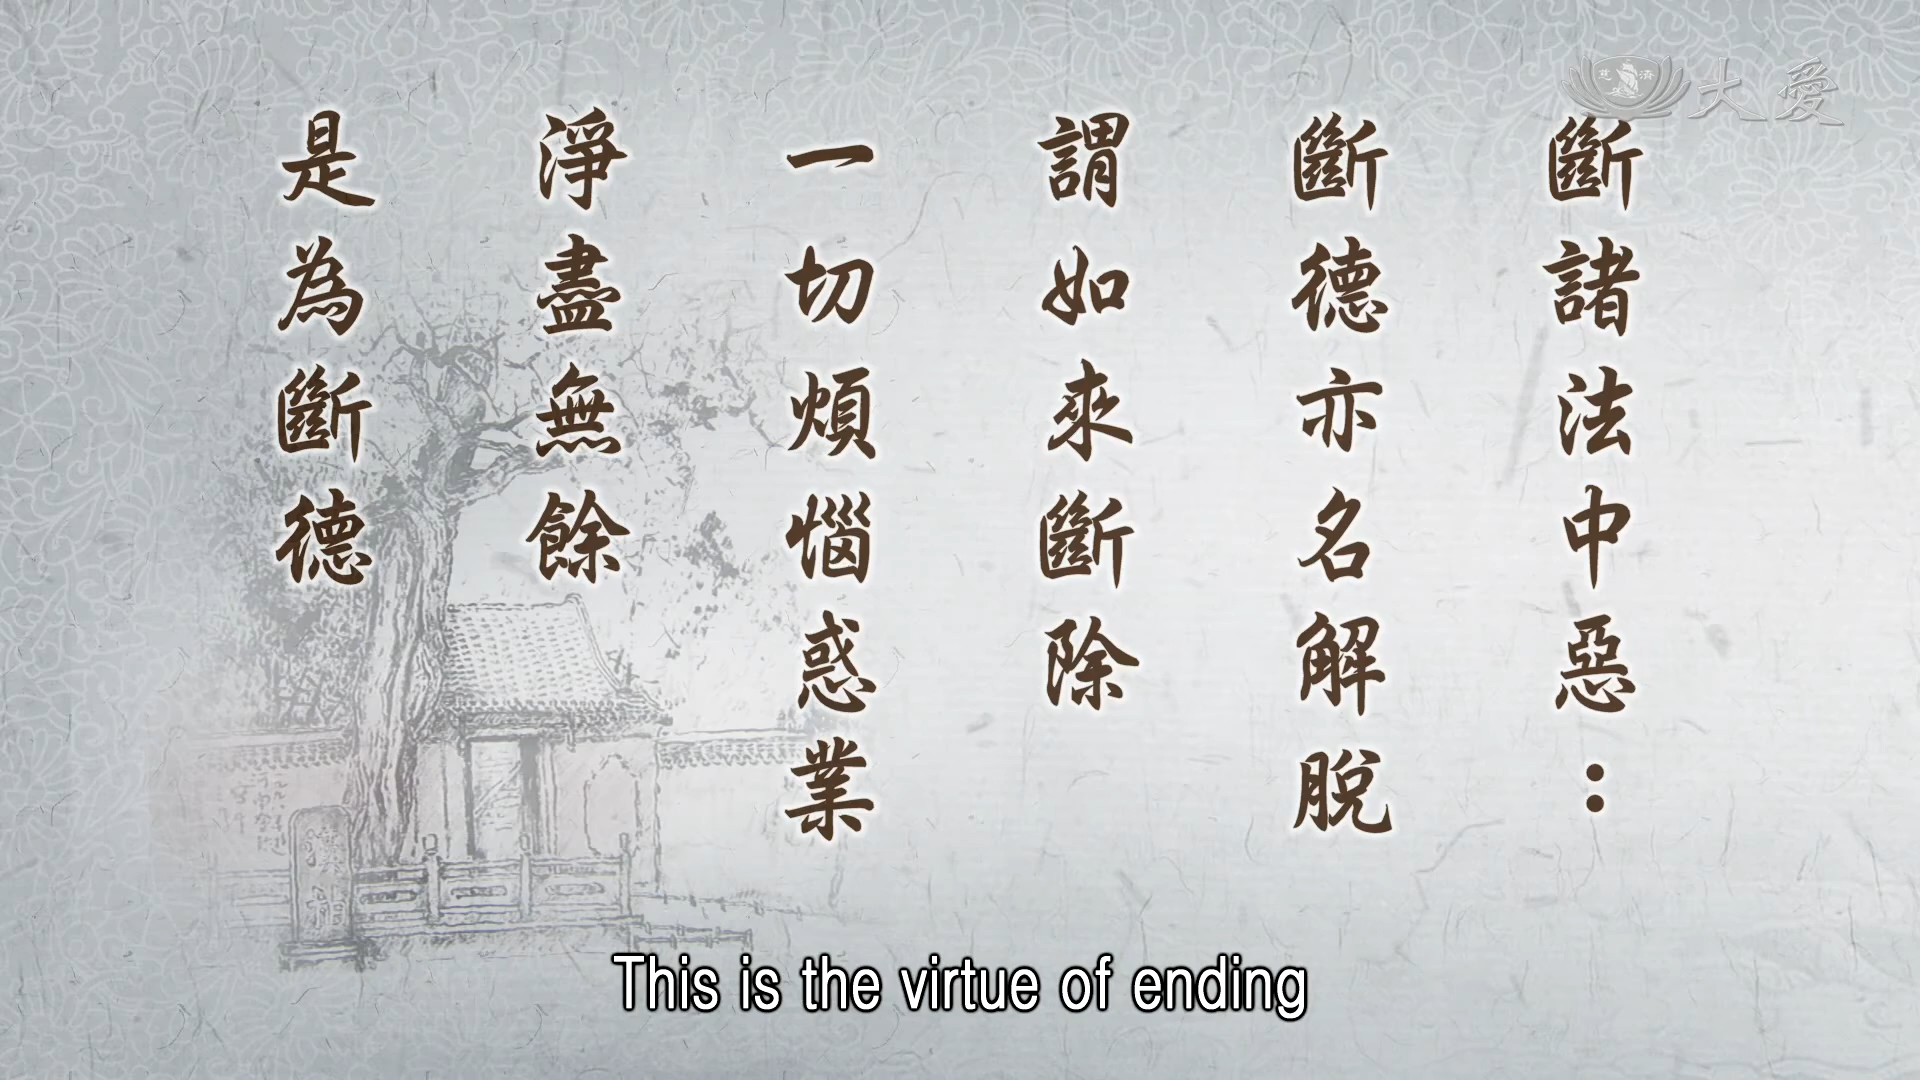 慈濟 大愛
斷諸法中惡：
斷德亦名解脫
謂如來斷除
一切煩惱惑業
淨盡無餘
是為斷德
This is the virtue of ending